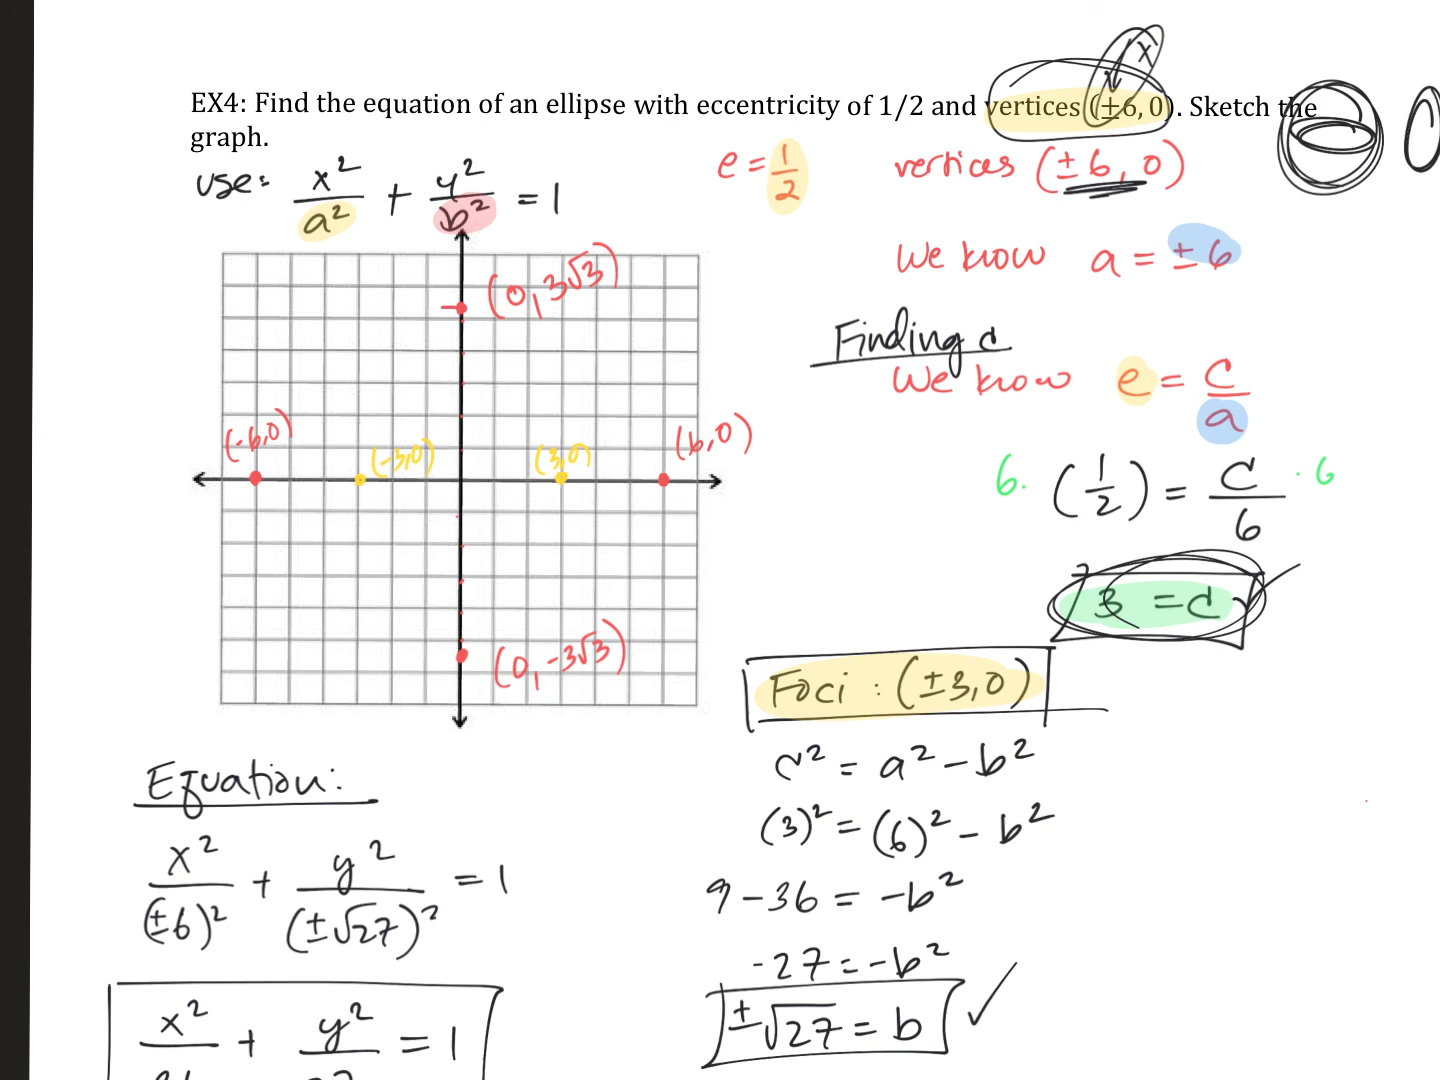 EX4: Find the equation of an ellipse with eccentricity of 1/2 and vertices (±6, 0). Sketch the
graph.
use: x²/a² + y²/b² = 1
e = 1/2
vertices (±6, 0)
We know a = ±6
Finding c
We know e = c/a
6 · (1/2) = c/6 · 6
3 = c
Foci : (±3, 0)
c² = a² - b²
(3)² = (6)² - b²
9 - 36 = -b²
-27 = -b²
±√27 = b
(0, 3√3)
(-6, 0)
(-3, 0)
(3, 0)
(6, 0)
(0, -3√3)
Equation:
x²/(±6)² + y²/(±√27)² = 1
x²/36 + y²/27 = 1